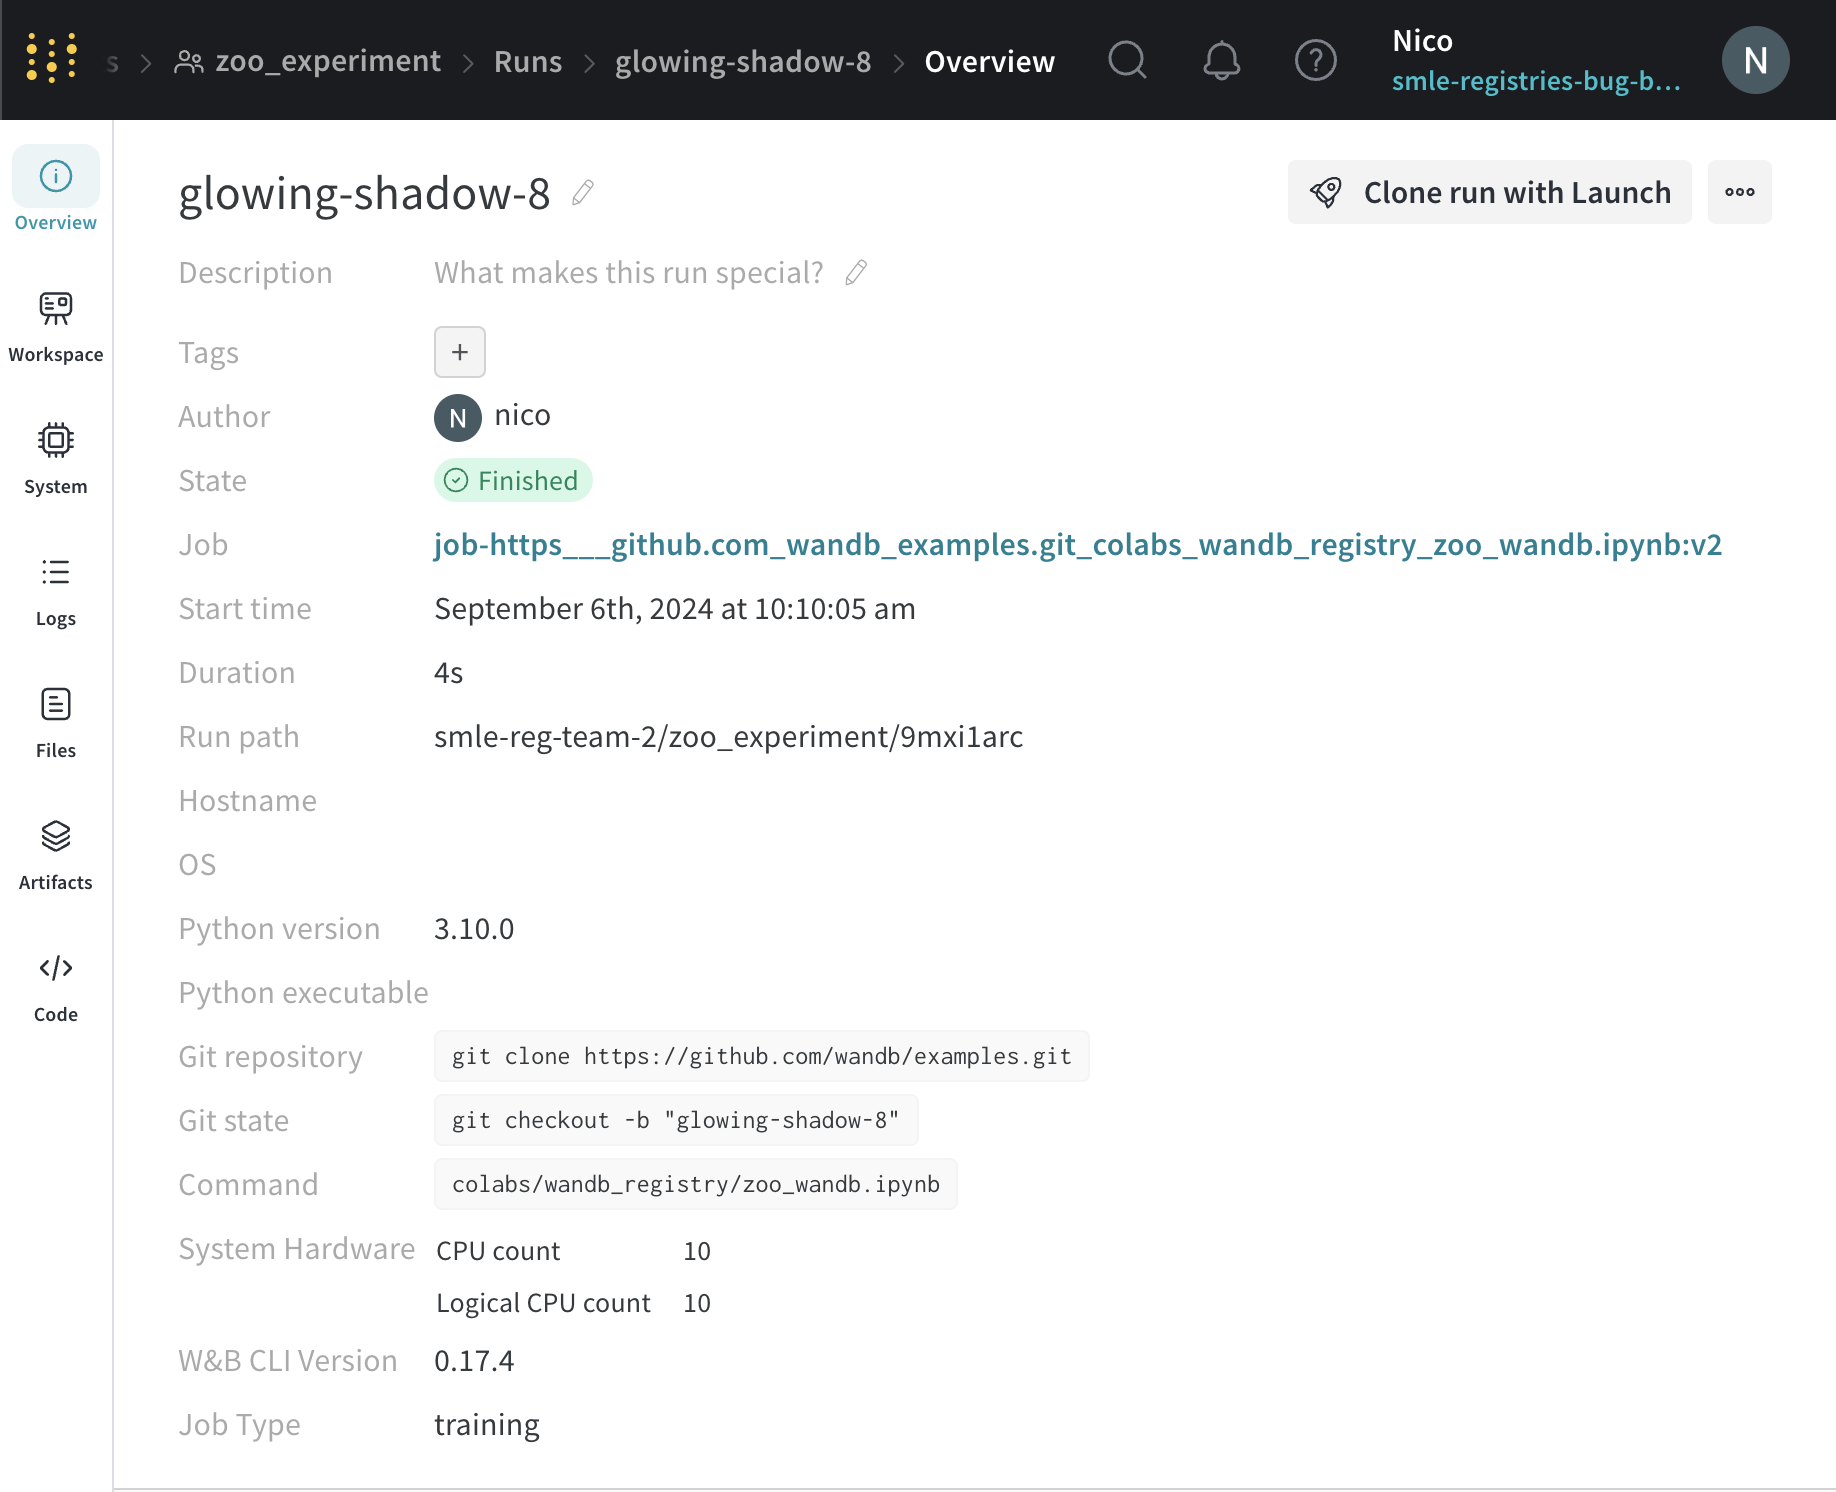 s > zoo_experiment > Runs > glowing-shadow-8 > Overview
Nico
smle-registries-bug-b...
N
Overview
Workspace
System
Logs
Files
Artifacts
Code
glowing-shadow-8
Clone run with Launch
Description What makes this run special?
Tags +
Author N nico
State Finished
Job job-https___github.com_wandb_examples.git_colabs_wandb_registry_zoo_wandb.ipynb:v2
Start time September 6th, 2024 at 10:10:05 am
Duration 4s
Run path smle-reg-team-2/zoo_experiment/9mxi1arc
Hostname
OS
Python version 3.10.0
Python executable
Git repository git clone https://github.com/wandb/examples.git
Git state git checkout -b "glowing-shadow-8"
Command colabs/wandb_registry/zoo_wandb.ipynb
System Hardware CPU count 10
Logical CPU count 10
W&B CLI Version 0.17.4
Job Type training